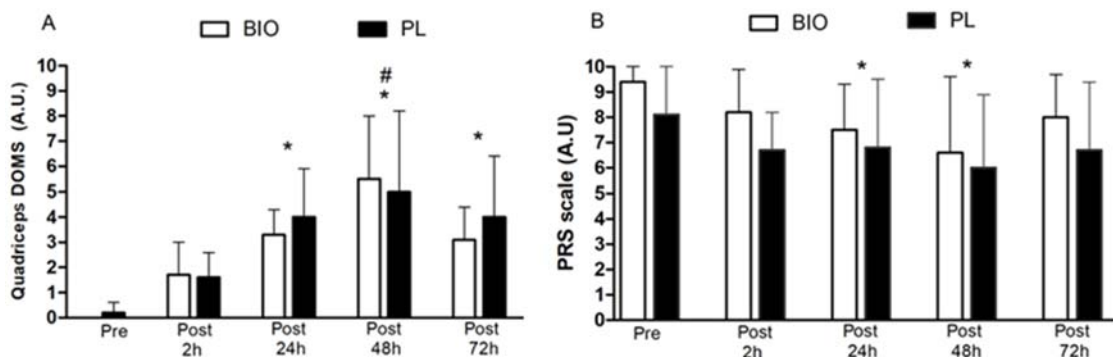 A
BIO PL
Quadriceps DOMS (A.U.)
10
9
8
7
6
5
4
3
2
1
0
*
#
*
*
Pre Post Post Post Post
2h 24h 48h 72h
B
BIO PL
PRS scale (A.U)
10
9
8
7
6
5
4
3
2
1
0
* *
Pre Post Post Post Post
2h 24h 48h 72h